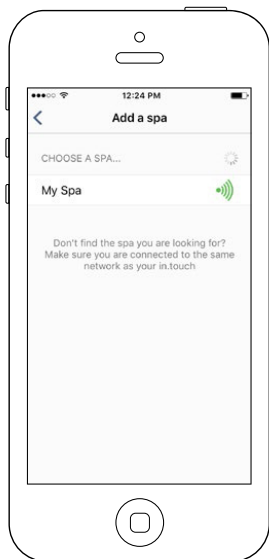 12:24 PM
Add a spa
CHOOSE A SPA...
My Spa
Don't find the spa you are looking for?
Make sure you are connected to the same
network as your in.touch